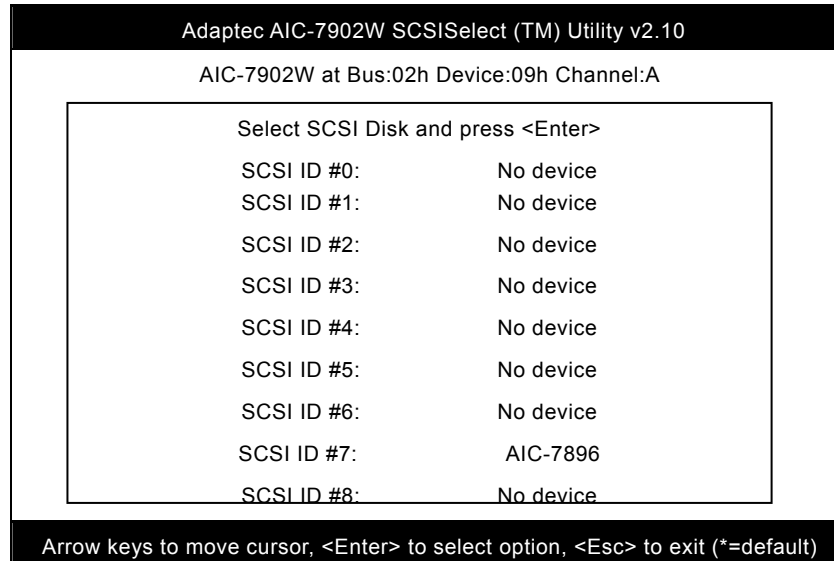 Adaptec AIC-7902W SCSISelect (TM) Utility v2.10
AIC-7902W at Bus:02h Device:09h Channel:A
Select SCSI Disk and press <Enter>
SCSI ID #0: No device
SCSI ID #1: No device
SCSI ID #2: No device
SCSI ID #3: No device
SCSI ID #4: No device
SCSI ID #5: No device
SCSI ID #6: No device
SCSI ID #7: AIC-7896
SCSI ID #8: No device
Arrow keys to move cursor, <Enter> to select option, <Esc> to exit (*=default)